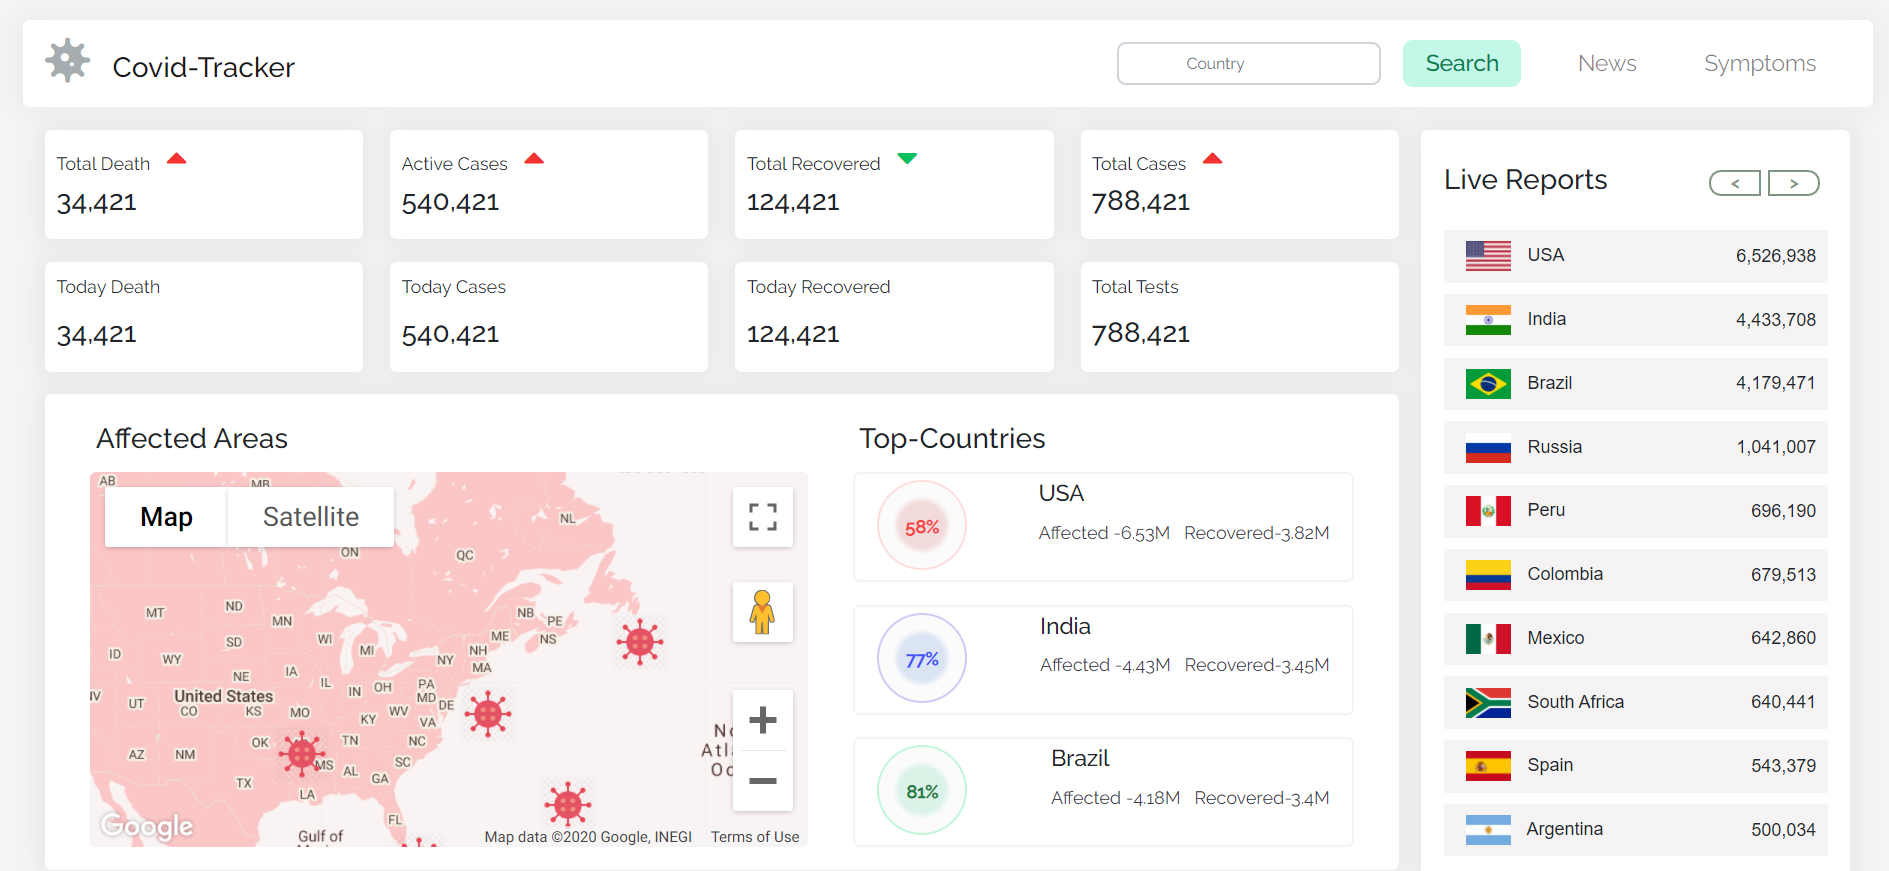 Covid-Tracker
Country
Search
News
Symptoms
Total Death
34,421
Active Cases
540,421
Total Recovered
124,421
Total Cases
788,421
Today Death
34,421
Today Cases
540,421
Today Recovered
124,421
Total Tests
788,421
Affected Areas
Map
Satellite
AB
MB
NL
ON
QC
MT
ND
MN
NB
PE
NS
ME
SD
WI
MI
NH
ID
WY
NY
MA
NE
IA
IL
IN
OH
PA
NV
UT
United States
CO
KS
MO
MD
DE
WV
KY
VA
AZ
NM
OK
TN
NC
MS
AL
GA
SC
TX
LA
FL
Gulf of
Google
Map data ©2020 Google, INEGI
Terms of Use
Top-Countries
58%
USA
Affected -6.53M Recovered-3.82M
77%
India
Affected -4.43M Recovered-3.45M
81%
Brazil
Affected -4.18M Recovered-3.4M
Live Reports
<
>
USA 6,526,938
India 4,433,708
Brazil 4,179,471
Russia 1,041,007
Peru 696,190
Colombia 679,513
Mexico 642,860
South Africa 640,441
Spain 543,379
Argentina 500,034